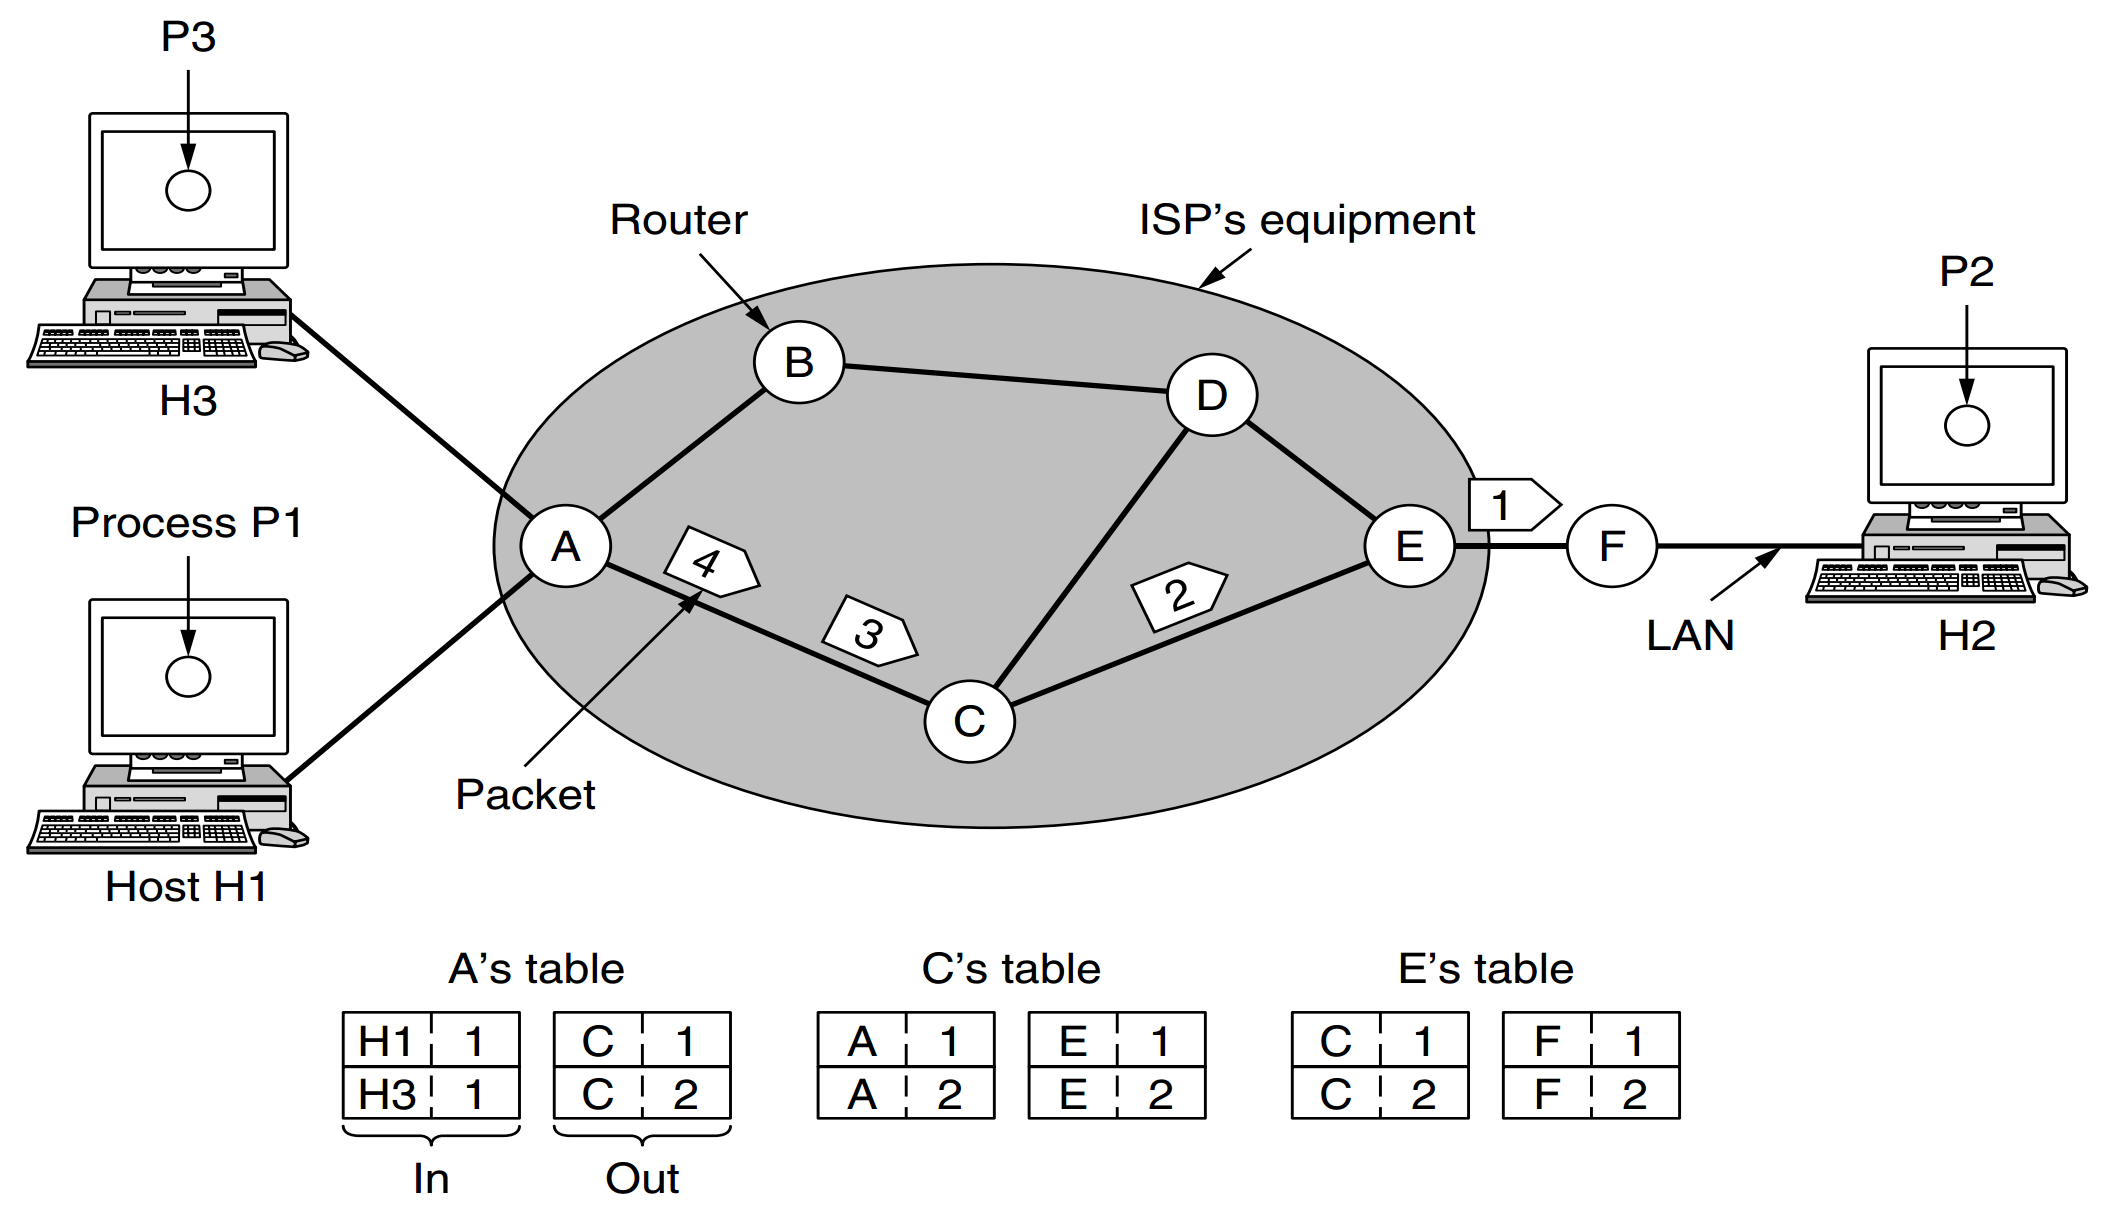 P3
Router
ISP's equipment
P2
B
D
H3
Process P1
A
4
3
2
E
1
F
LAN
H2
C
Packet
Host H1
A's table
C's table
E's table
H1 1 C 1 A 1 E 1 C 1 F 1
H3 1 C 2 A 2 E 2 C 2 F 2
In
Out